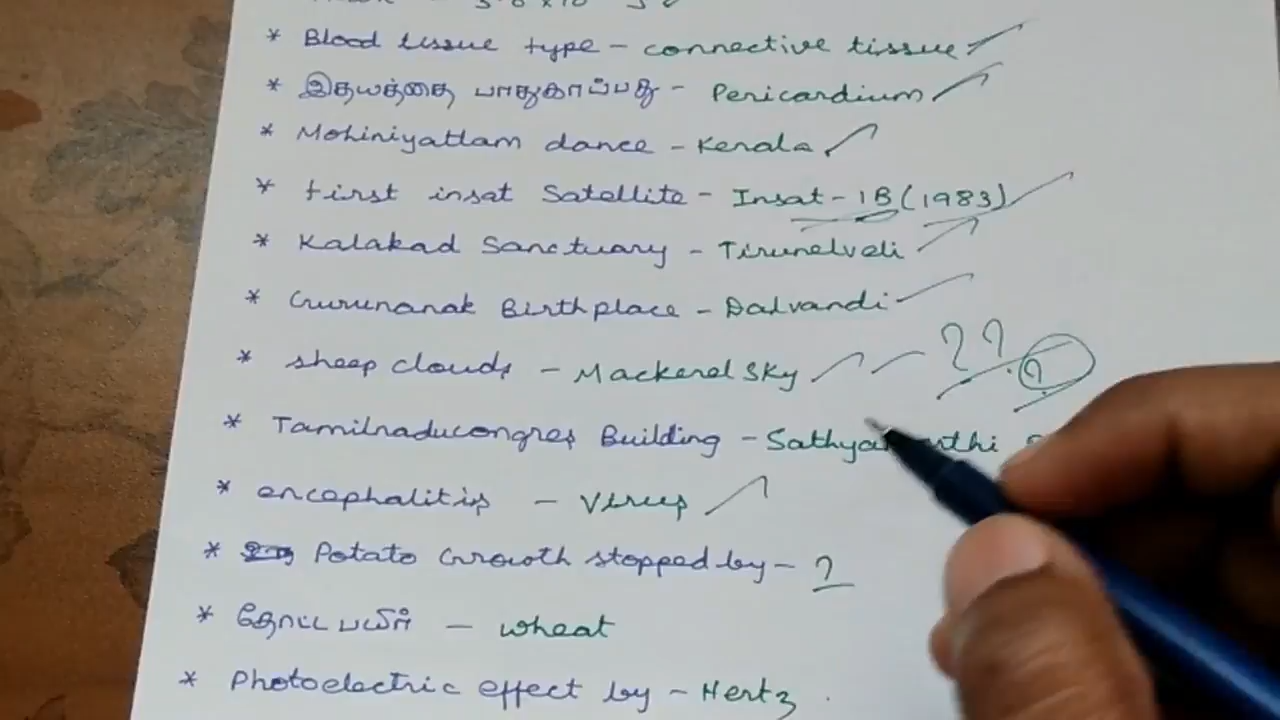 * Blood tissue type - connective tissue
* இதயத்தை பாதுகாப்பது - Pericardium
* Mohiniyattam dance - Kerala
* first insat Satellite - Insat-1B (1983)
* Kalakad Sanctuary - Tirunelveli
* Gurunanak Birthplace - Dalvandi
* sheep clouds - Mackerel Sky ? ? ?
* Tamilnaducongres Building -
* encephalitis - Virus
* Potato Growth stopped by - ?
* தோட்ட பயிர் - wheat
* Photoelectric effect by - Hertz.